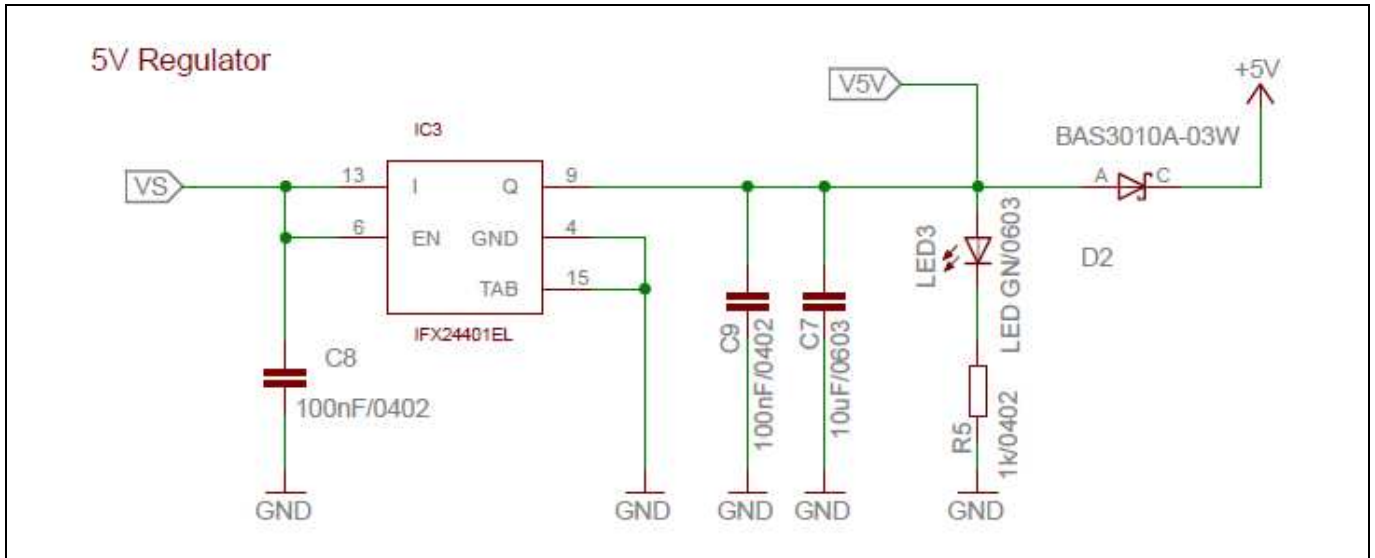 5V Regulator
V5V
+5V
IC3
BAS3010A-03W
VS
13
I
Q
9
A
C
6
EN
GND
4
TAB
15
LED3
LED GN/0603
D2
IFX24401EL
C8
100nF/0402
C9
100nF/0402
C7
10uF/0603
R5
1k/0402
GND
GND
GND
GND
GND